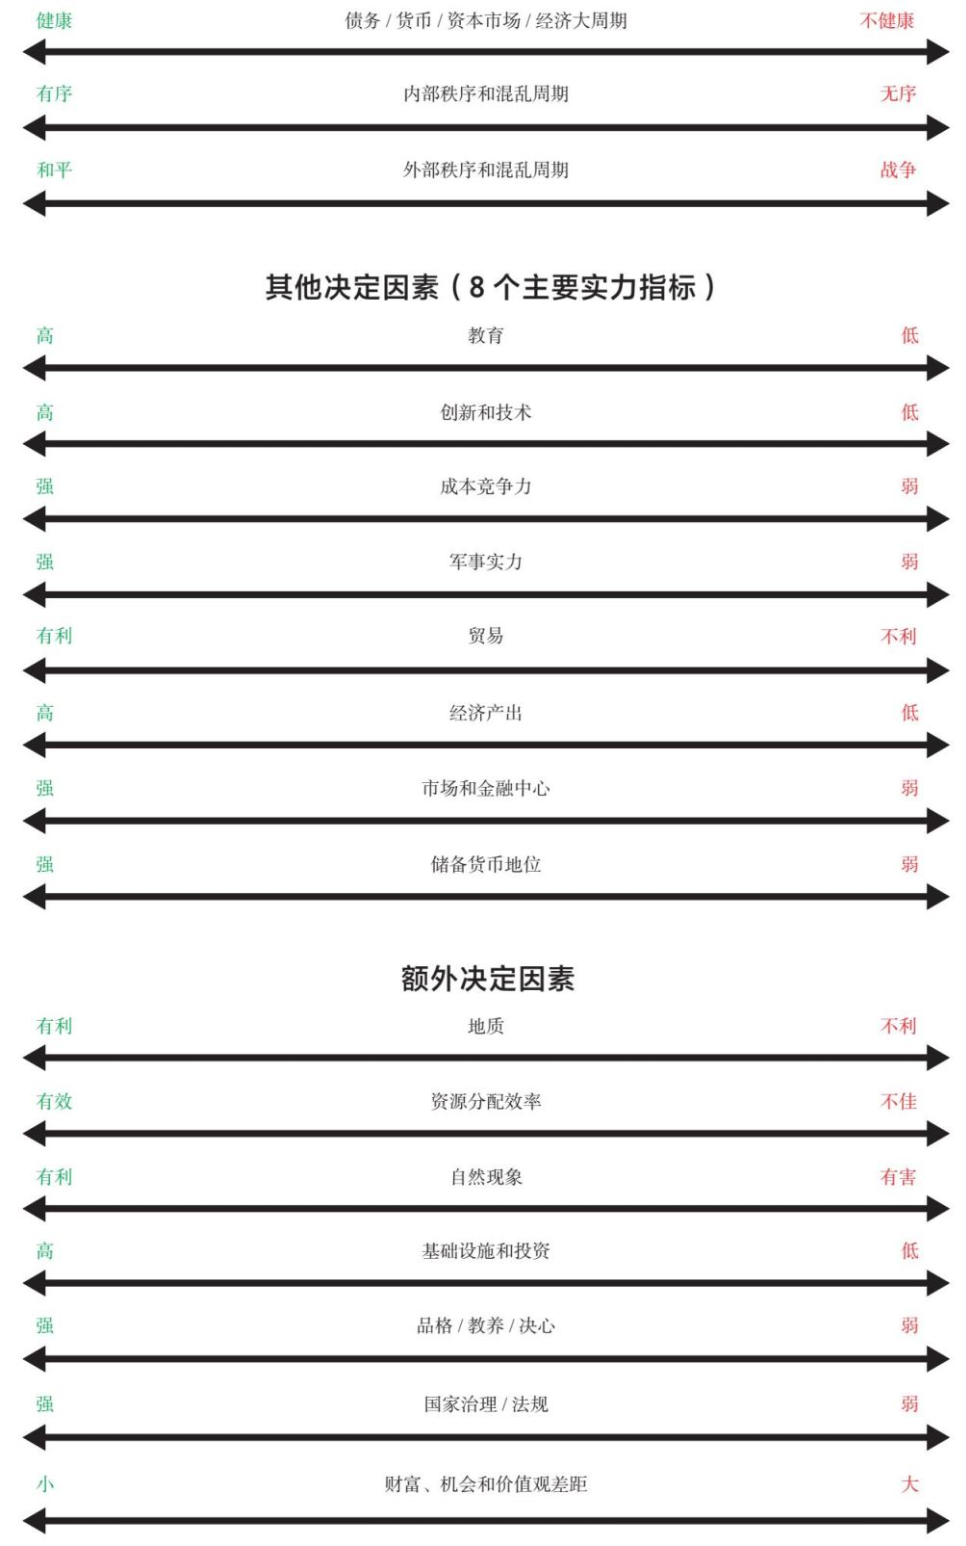 健康 债务 / 货币 / 资本市场 / 经济大周期 不健康
有序 内部秩序和混乱周期 无序
和平 外部秩序和混乱周期 战争
其他决定因素（8 个主要实力指标）
高 教育 低
高 创新和技术 低
强 成本竞争力 弱
强 军事实力 弱
有利 贸易 不利
高 经济产出 低
强 市场和金融中心 弱
强 储备货币地位 弱
额外决定因素
有利 地质 不利
有效 资源分配效率 不佳
有利 自然现象 有害
高 基础设施和投资 低
强 品格 / 教养 / 决心 弱
强 国家治理 / 法规 弱
小 财富、机会和价值观差距 大